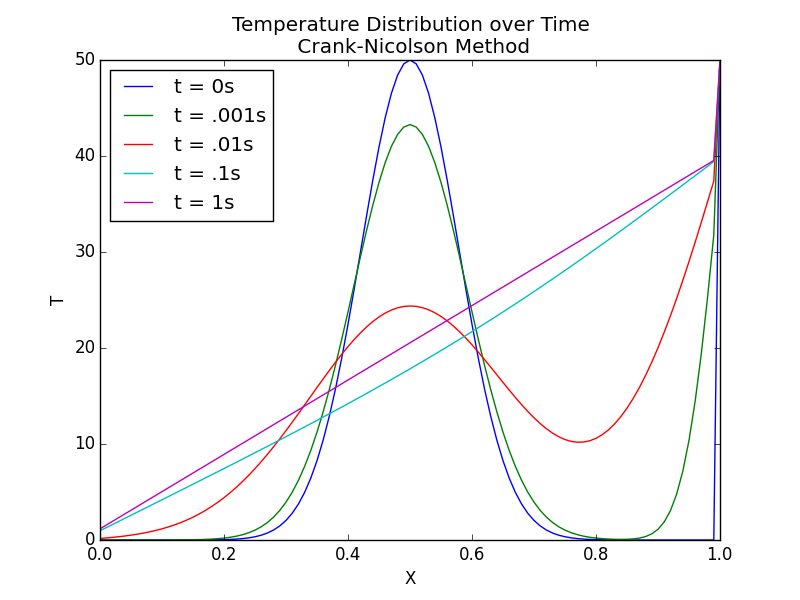 Temperature Distribution over Time
Crank-Nicolson Method
50
40
30
20
10
0
T
t = 0s
t = .001s
t = .01s
t = .1s
t = 1s
0.0 0.2 0.4 0.6 0.8 1.0
X